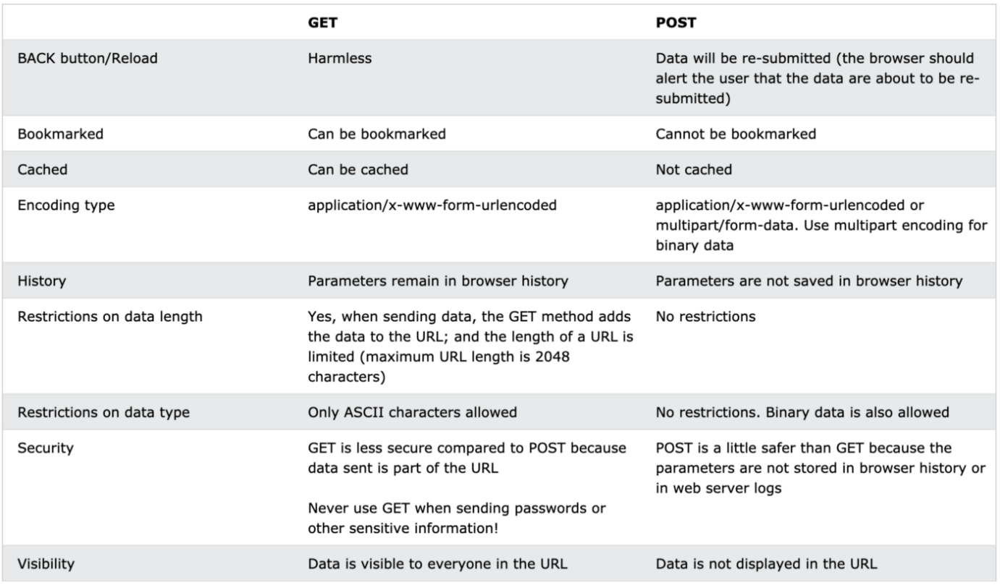 GET POST
BACK button/Reload Harmless Data will be re-submitted (the browser should
alert the user that the data are about to be re-
submitted)
Bookmarked Can be bookmarked Cannot be bookmarked
Cached Can be cached Not cached
Encoding type application/x-www-form-urlencoded application/x-www-form-urlencoded or
multipart/form-data. Use multipart encoding for
binary data
History Parameters remain in browser history Parameters are not saved in browser history
Restrictions on data length Yes, when sending data, the GET method adds No restrictions
the data to the URL; and the length of a URL is
limited (maximum URL length is 2048
characters)
Restrictions on data type Only ASCII characters allowed No restrictions. Binary data is also allowed
Security GET is less secure compared to POST because POST is a little safer than GET because the
data sent is part of the URL parameters are not stored in browser history or
in web server logs
Never use GET when sending passwords or
other sensitive information!
Visibility Data is visible to everyone in the URL Data is not displayed in the URL